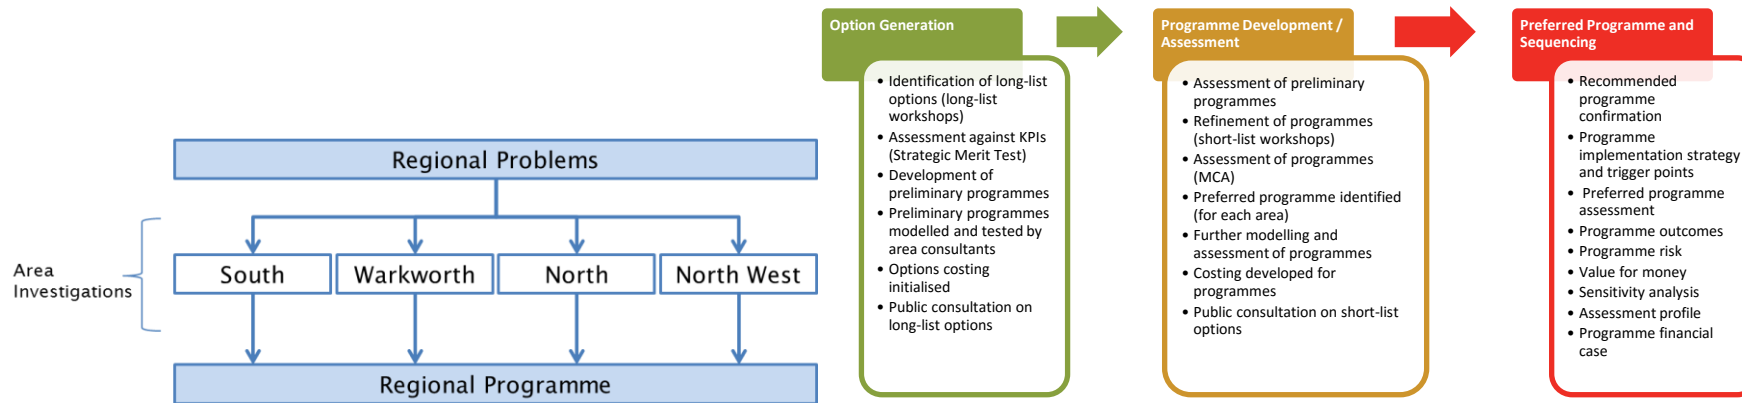 Regional Problems
Area
Investigations
South
Warkworth
North
North West
Regional Programme
Option Generation
• Identification of long-list
options (long-list
workshops)
• Assessment against KPIs
(Strategic Merit Test)
• Development of
preliminary programmes
• Preliminary programmes
modelled and tested by
area consultants
• Options costing
initialised
• Public consultation on
long-list options
Programme Development /
Assessment
• Assessment of preliminary
programmes
• Refinement of programmes
(short-list workshops)
• Assessment of programmes
(MCA)
• Preferred programme identified
(for each area)
• Further modelling and
assessment of programmes
• Costing developed for
programmes
• Public consultation on short-list
options
Preferred Programme and
Sequencing
• Recommended
programme
confirmation
• Programme
implementation strategy
and trigger points
• Preferred programme
assessment
• Programme outcomes
• Programme risk
• Value for money
• Sensitivity analysis
• Assessment profile
• Programme financial
case